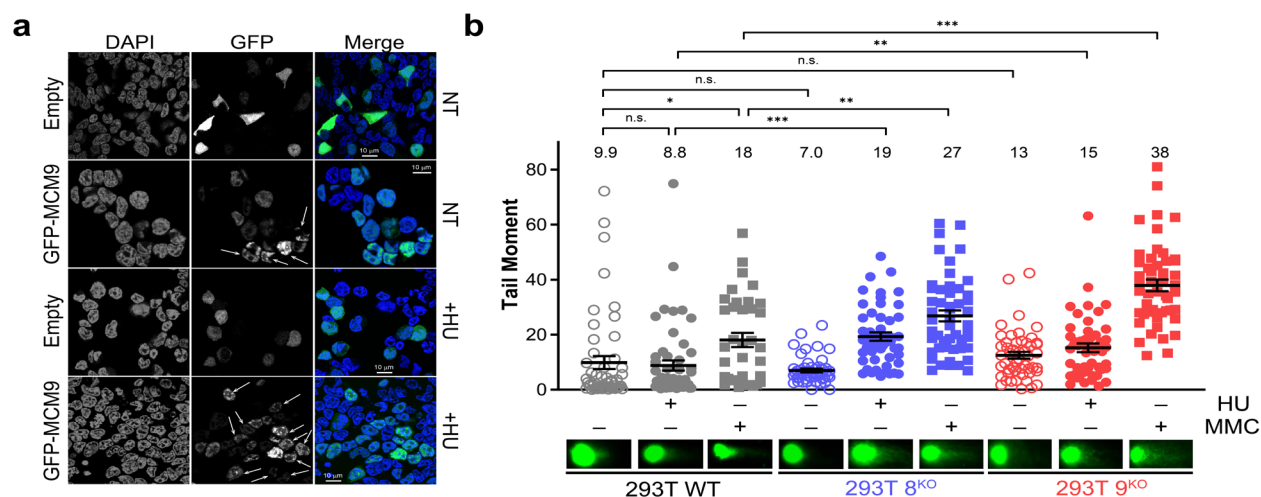 a
DAPI GFP Merge
Empty NT
10 μm
GFP-MCM9 NT
10 μm
Empty +HU
10 μm
GFP-MCM9 +HU
10 μm
b
***
**
n.s.
n.s.
* **
n.s. ***
9.9 8.8 18 7.0 19 27 13 15 38
Tail Moment
80
60
40
20
0
+ – – + – – + – HU
– – + – – + – – + MMC
293T WT 293T 8KO 293T 9KO